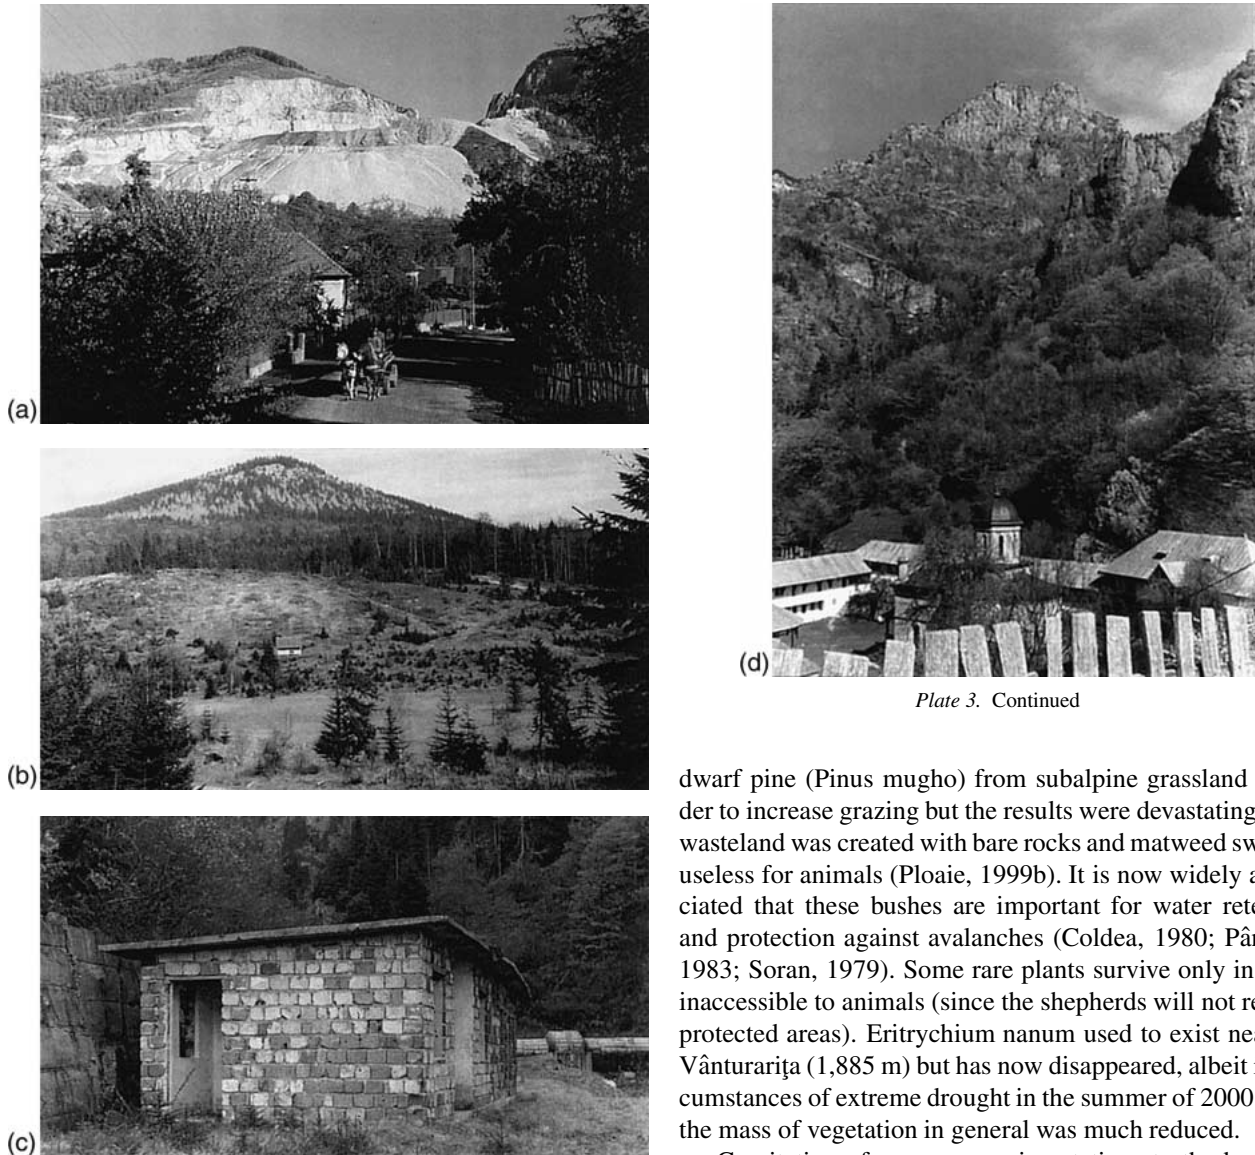 (a)
(b)
(c)
(d)
Plate 3. Continued
dwarf pine (Pinus mugho) from subalpine grassland
der to increase grazing but the results were devastating
wasteland was created with bare rocks and matweed
useless for animals (Ploaie, 1999b). It is now widely
ciated that these bushes are important for water
and protection against avalanches (Coldea, 1980;
1983; Soran, 1979). Some rare plants survive only in
inaccessible to animals (since the shepherds will not
protected areas). Eritrychium nanum used to exist
Vânturariţa (1,885 m) but has now disappeared, albeit
cumstances of extreme drought in the summer of 2000
the mass of vegetation in general was much reduced.